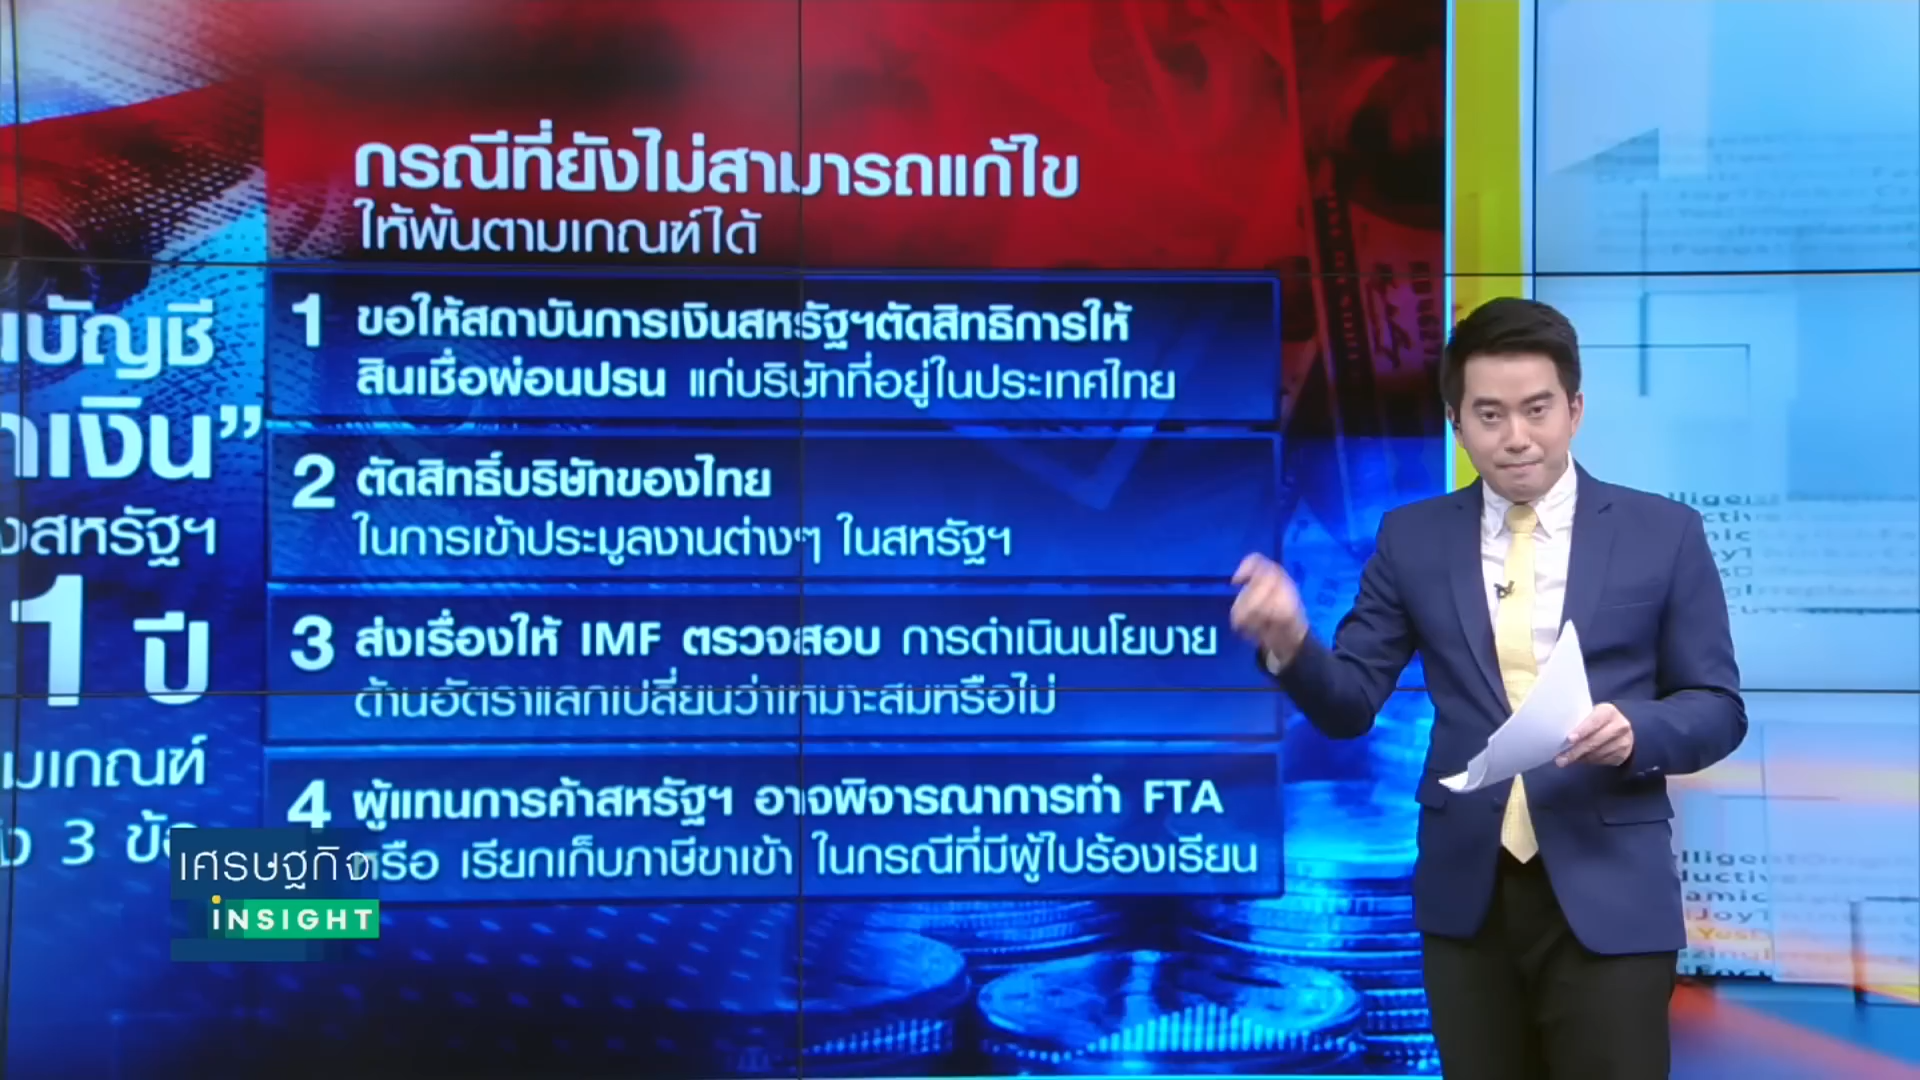 กรณีที่ยังไม่สามารถแก้ไข
ให้พ้นตามเกณฑ์ได้
1 ขอให้สถาบันการเงินสหรัฐฯตัดสิทธิการให้
สินเชื่อผ่อนปรน แก่บริษัทที่อยู่ในประเทศไทย
2 ตัดสิทธิ์บริษัทของไทย
ในการเข้าประมูลงานต่างๆ ในสหรัฐฯ
3 ส่งเรื่องให้ IMF ตรวจสอบ การดำเนินนโยบาย
ด้านอัตราแลกเปลี่ยนว่าเหมาะสมหรือไม่
4 ผู้แทนการค้าสหรัฐฯ อาจพิจารณาการทำ FTA
หรือ เรียกเก็บภาษีขาเข้า ในกรณีที่มีผู้ไปร้องเรียน
บัญชี
เงิน”
สหรัฐฯ
1 ปี
เกณฑ์
3
เศรษฐกิจ
INSIGHT